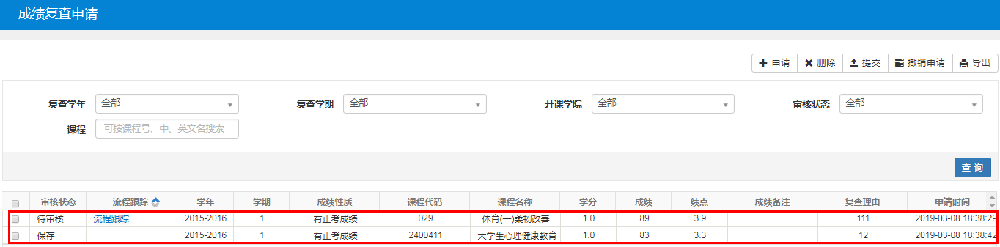 成绩复查申请
申请 删除 提交 撤销申请 导出
复查学年 全部 复查学期 全部 开课学院 全部 审核状态 全部
课程 可按课程号、中、英文名搜索
查 询
审核状态 流程跟踪 学年 学期 成绩性质 课程代码 课程名称 学分 成绩 绩点 成绩备注 复查理由 申请时间
待审核 流程跟踪 2015-2016 1 有正考成绩 029 体育(一)柔韧改善 1.0 89 3.9 111 2019-03-08 18:38:29
保存 2015-2016 1 有正考成绩 2400411 大学生心理健康教育 1.0 83 3.3 12 2019-03-08 18:38:42